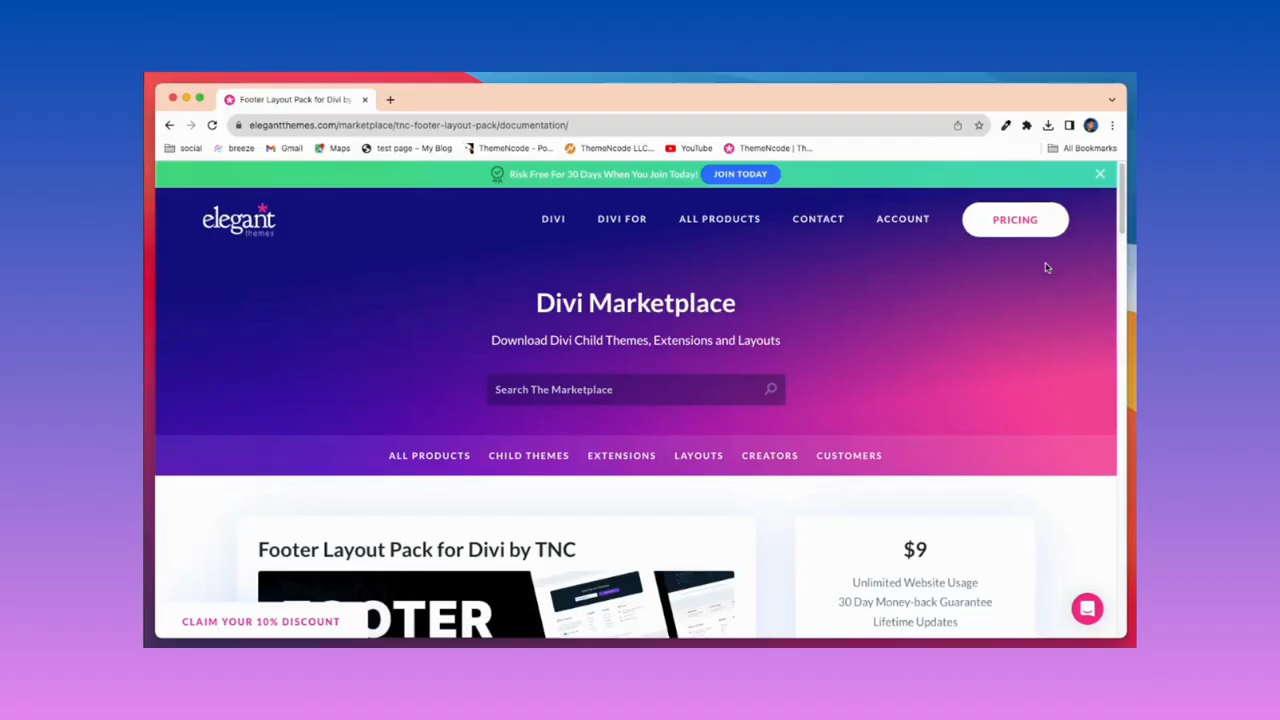 Footer Layout Pack for Divi by
elegantthemes.com/marketplace/tnc-footer-layout-pack/documentation/
social breeze Gmail Maps test page – My Blog ThemeNcode - Po... ThemeNcode LLC... YouTube ThemeNcode | Th... All Bookmarks
Risk Free For 30 Days When You Join Today! JOIN TODAY
elegant themes DIVI DIVI FOR ALL PRODUCTS CONTACT ACCOUNT PRICING
Divi Marketplace
Download Divi Child Themes, Extensions and Layouts
Search The Marketplace
ALL PRODUCTS CHILD THEMES EXTENSIONS LAYOUTS CREATORS CUSTOMERS
Footer Layout Pack for Divi by TNC
$9
Unlimited Website Usage
30 Day Money-back Guarantee
Lifetime Updates
FOOTER
CLAIM YOUR 10% DISCOUNT